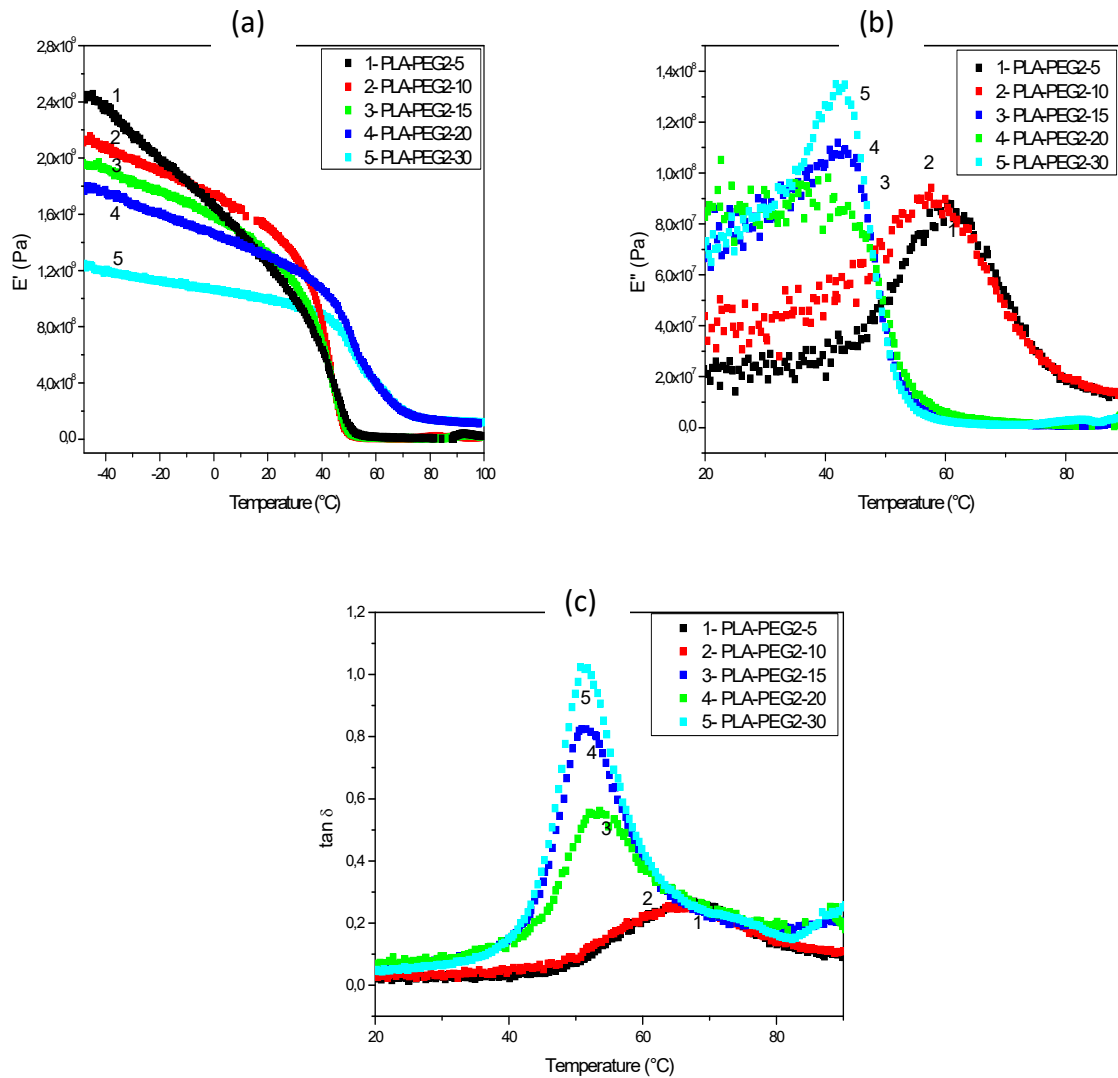 (a)
2,8x10⁹
2,4x10⁹
2,0x10⁹
1,6x10⁹
1,2x10⁹
8,0x10⁸
4,0x10⁸
0,0
E' (Pa)
1- PLA-PEG2-5
2- PLA-PEG2-10
3- PLA-PEG2-15
4- PLA-PEG2-20
5- PLA-PEG2-30
1
2
3
4
5
-40 -20 0 20 40 60 80 100
Temperature (°C)
(b)
1,4x10⁸
1,2x10⁸
1,0x10⁸
8,0x10⁷
6,0x10⁷
4,0x10⁷
2,0x10⁷
0,0
E'' (Pa)
1- PLA-PEG2-5
2- PLA-PEG2-10
3- PLA-PEG2-15
4- PLA-PEG2-20
5- PLA-PEG2-30
5
4
3
2
1
20 40 60 80
Temperature (°C)
(c)
1,2
1,0
0,8
0,6
0,4
0,2
0,0
tan δ
1- PLA-PEG2-5
2- PLA-PEG2-10
3- PLA-PEG2-15
4- PLA-PEG2-20
5- PLA-PEG2-30
5
4
3
2
1
20 40 60 80
Temperature (°C)